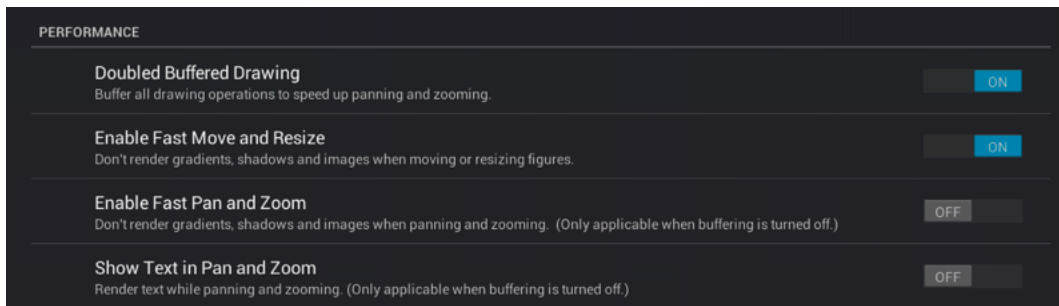 PERFORMANCE
Doubled Buffered Drawing
Buffer all drawing operations to speed up panning and zooming.
ON
Enable Fast Move and Resize
Don't render gradients, shadows and images when moving or resizing figures.
ON
Enable Fast Pan and Zoom
Don't render gradients, shadows and images when panning and zooming. (Only applicable when buffering is turned off.)
OFF
Show Text in Pan and Zoom
Render text while panning and zooming. (Only applicable when buffering is turned off.)
OFF